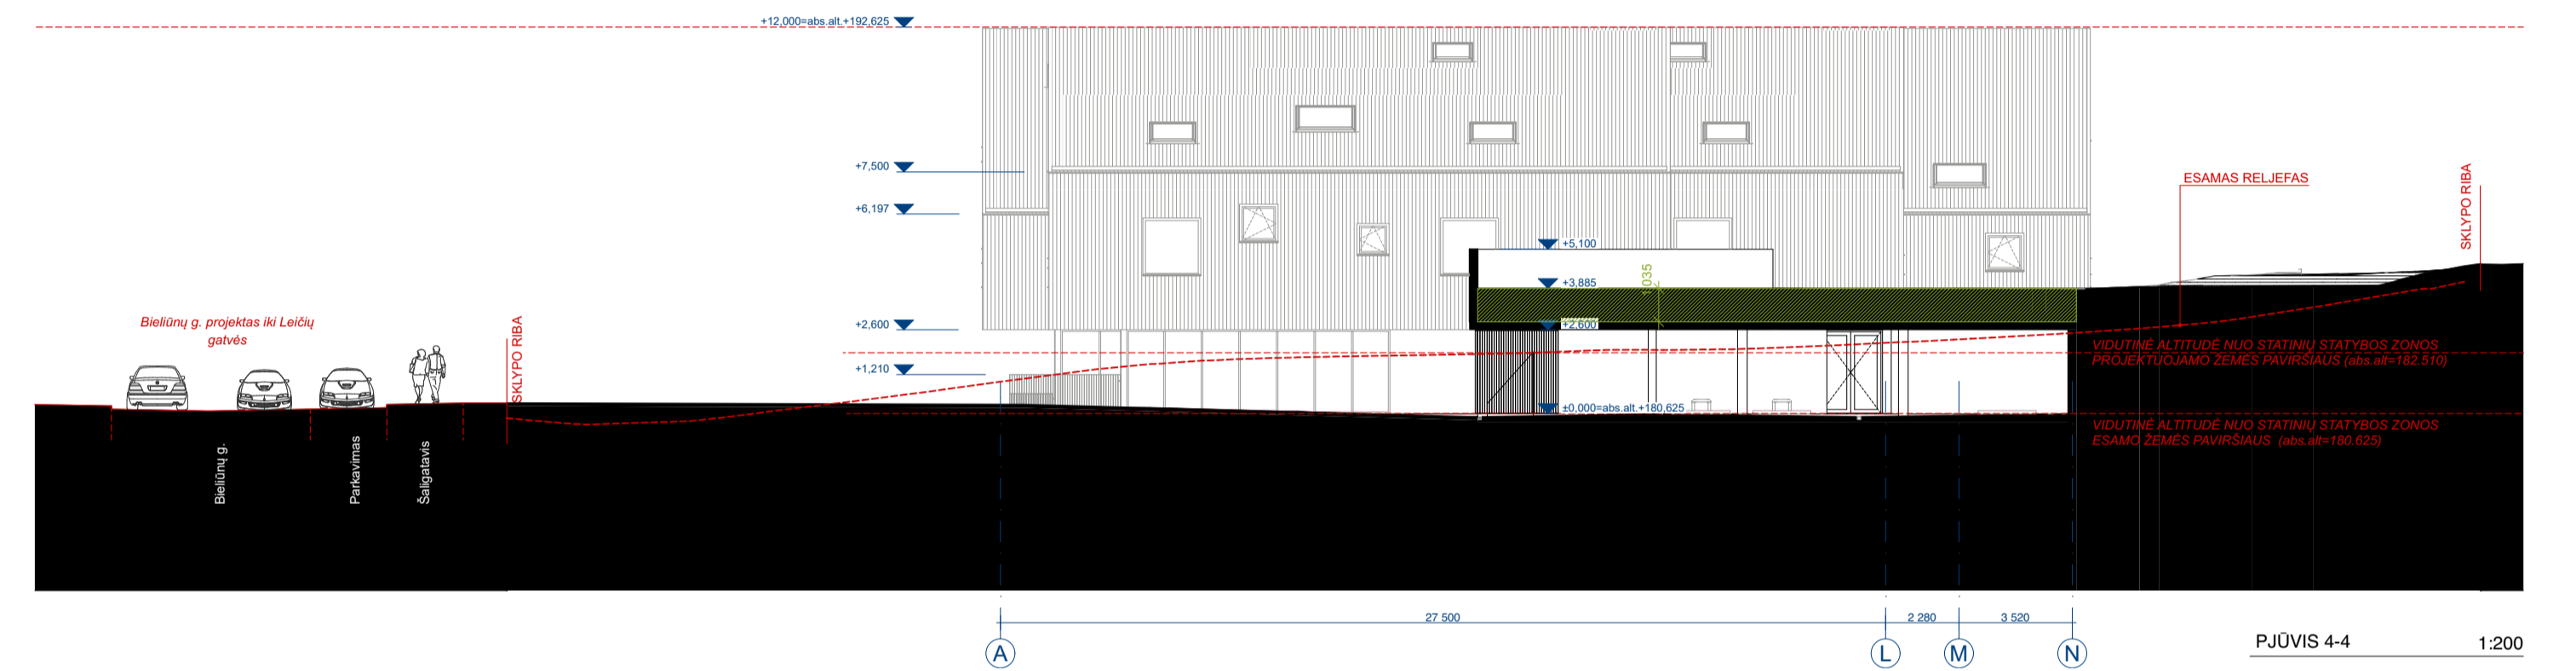 +12,000=abs.alt.+192,625
+7,500
+6,197
+5,100
+3,885
1 035
+2,600
+2,600
+1,210
±0,000=abs.alt.+180,625
ESAMAS RELJEFAS
SKLYPO RIBA
Bieliūnų g. projektas iki Leičių
gatvės
SKLYPO RIBA
VIDUTINĖ ALTITUDĖ NUO STATINIŲ STATYBOS ZONOS
PROJEKTUOJAMO ŽEMĖS PAVIRŠIAUS (abs.alt=182.510)
VIDUTINĖ ALTITUDĖ NUO STATINIŲ STATYBOS ZONOS
ESAMO ŽEMĖS PAVIRŠIAUS (abs.alt=180.625)
Bieliūnų g.
Parkavimas
Šaligatavis
27 500
2 280
3 520
A
L
M
N
PJŪVIS 4-4
1:200